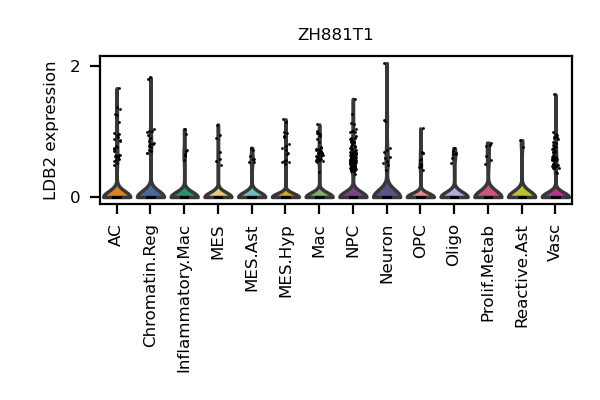 ZH881T1
LDB2 expression
2
0
AC
Chromatin.Reg
Inflammatory.Mac
MES
MES.Ast
MES.Hyp
Mac
NPC
Neuron
OPC
Oligo
Prolif.Metab
Reactive.Ast
Vasc